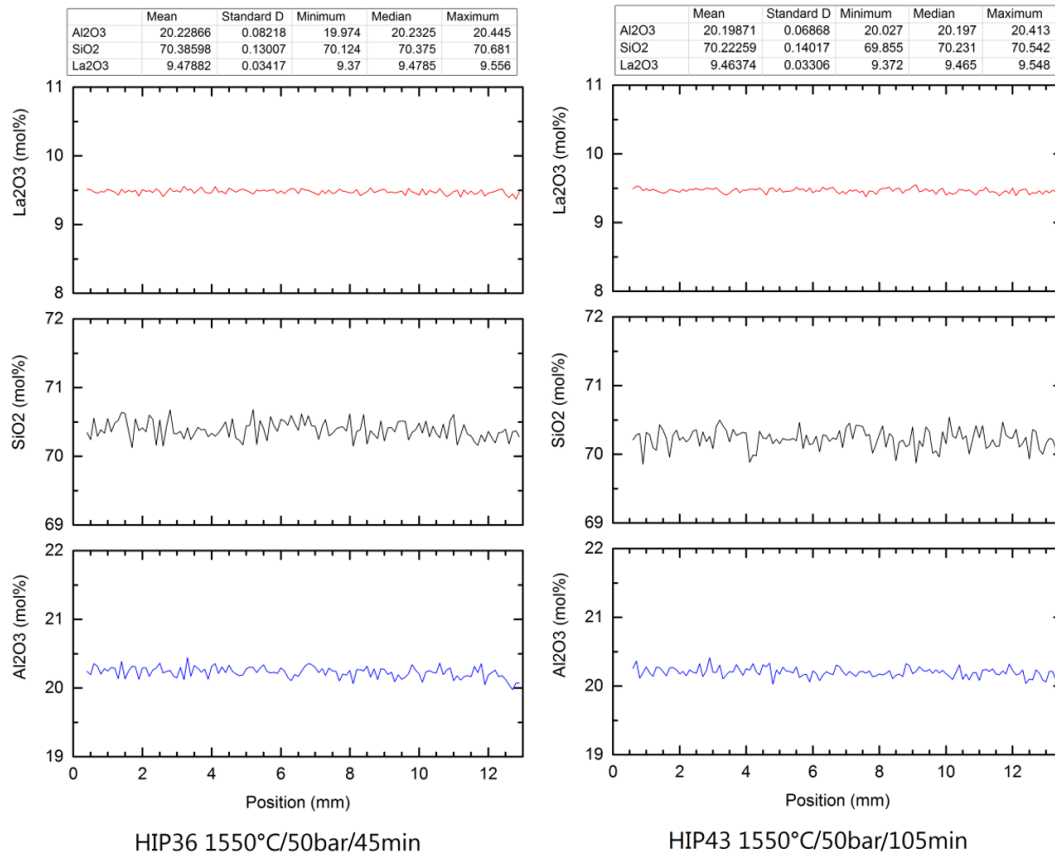 Mean Standard D Minimum Median Maximum
Al2O3 20.22866 0.08218 19.974 20.2325 20.445
SiO2 70.38598 0.13007 70.124 70.375 70.681
La2O3 9.47882 0.03417 9.37 9.4785 9.556
11
10
9
8
La2O3 (mol%)
72
71
70
69
SiO2 (mol%)
22
21
20
19
Al2O3 (mol%)
0 2 4 6 8 10 12
Position (mm)
HIP36 1550°C/50bar/45min
Mean Standard D Minimum Median Maximum
Al2O3 20.19871 0.06868 20.027 20.197 20.413
SiO2 70.22259 0.14017 69.855 70.231 70.542
La2O3 9.46374 0.03306 9.372 9.465 9.548
11
10
9
8
La2O3 (mol%)
72
71
70
69
SiO2 (mol%)
22
21
20
19
Al2O3 (mol%)
0 2 4 6 8 10 12
Position (mm)
HIP43 1550°C/50bar/105min